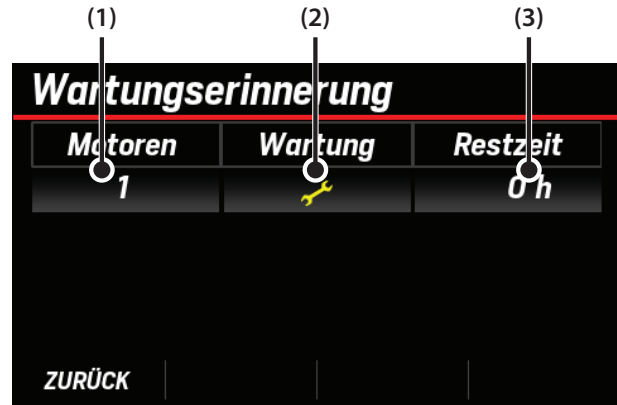 (1) (2) (3)
Wartungserinnerung
Motoren Wartung Restzeit
1 0 h
ZURÜCK